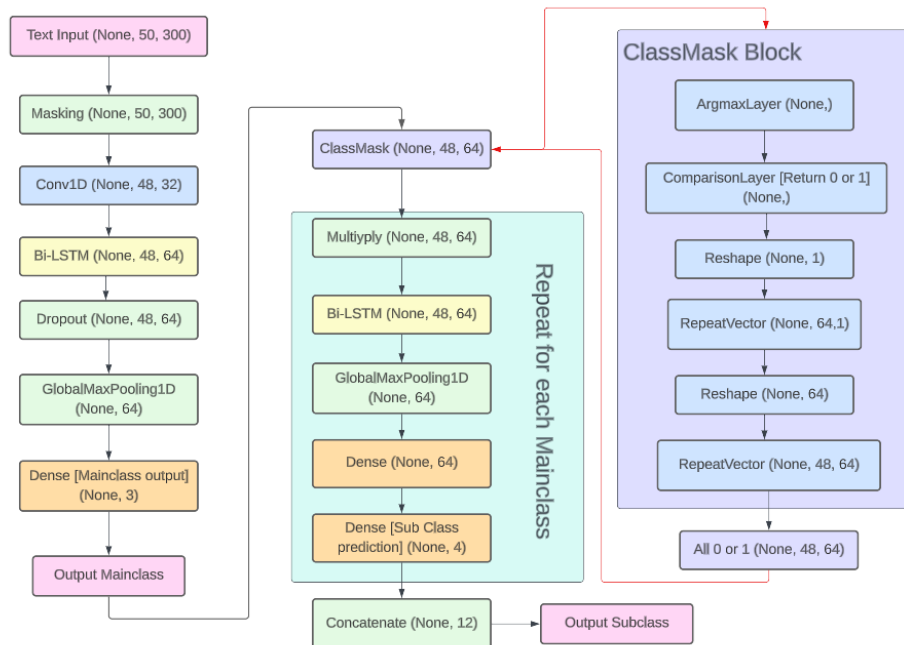 Text Input (None, 50, 300)
Masking (None, 50, 300)
Conv1D (None, 48, 32)
Bi-LSTM (None, 48, 64)
Dropout (None, 48, 64)
GlobalMaxPooling1D
(None, 64)
Dense [Mainclass output]
(None, 3)
Output Mainclass
ClassMask (None, 48, 64)
Multiyply (None, 48, 64)
Bi-LSTM (None, 48, 64)
GlobalMaxPooling1D
(None, 64)
Dense (None, 64)
Dense [Sub Class
prediction] (None, 4)
Repeat for each Mainclass
Concatenate (None, 12)
Output Subclass
ClassMask Block
ArgmaxLayer (None,)
ComparisonLayer [Return 0 or 1]
(None,)
Reshape (None, 1)
RepeatVector (None, 64,1)
Reshape (None, 64)
RepeatVector (None, 48, 64)
All 0 or 1 (None, 48, 64)